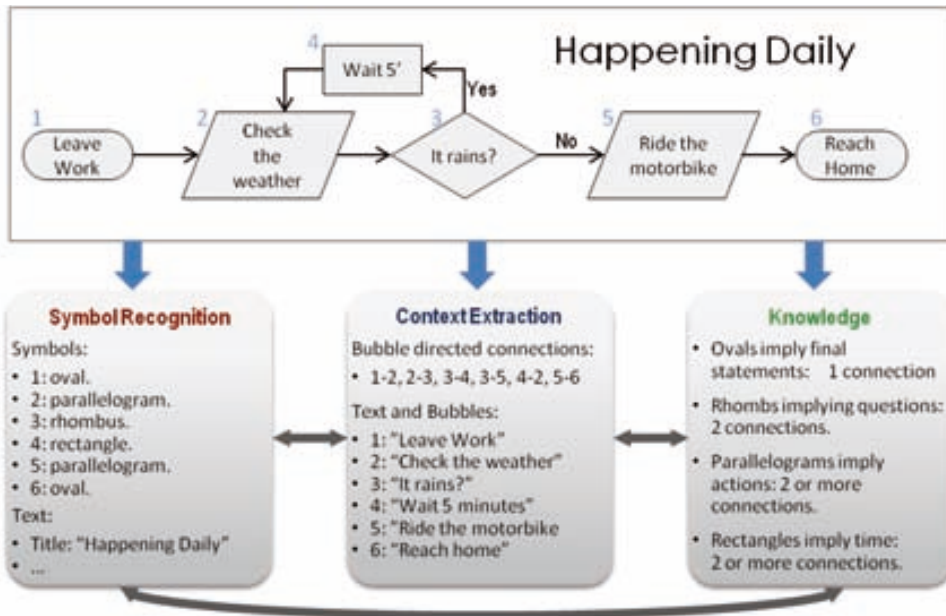 Happening Daily
1
Leave
Work
2
Check
the
weather
3
It rains?
Yes
4
Wait 5'
No
5
Ride the
motorbike
6
Reach
Home
Symbol Recognition
Symbols:
• 1: oval.
• 2: parallelogram.
• 3: rhombus.
• 4: rectangle.
• 5: parallelogram.
• 6: oval.
Text:
• Title: "Happening Daily"
• ...
Context Extraction
Bubble directed connections:
• 1-2, 2-3, 3-4, 3-5, 4-2, 5-6
Text and Bubbles:
• 1: "Leave Work"
• 2: "Check the weather"
• 3: "It rains?"
• 4: "Wait 5 minutes"
• 5: "Ride the motorbike
• 6: "Reach home"
Knowledge
• Ovals imply final
statements: 1 connection
• Rhombs implying questions:
2 connections.
• Parallelograms imply
actions: 2 or more
connections.
• Rectangles imply time:
2 or more connections.